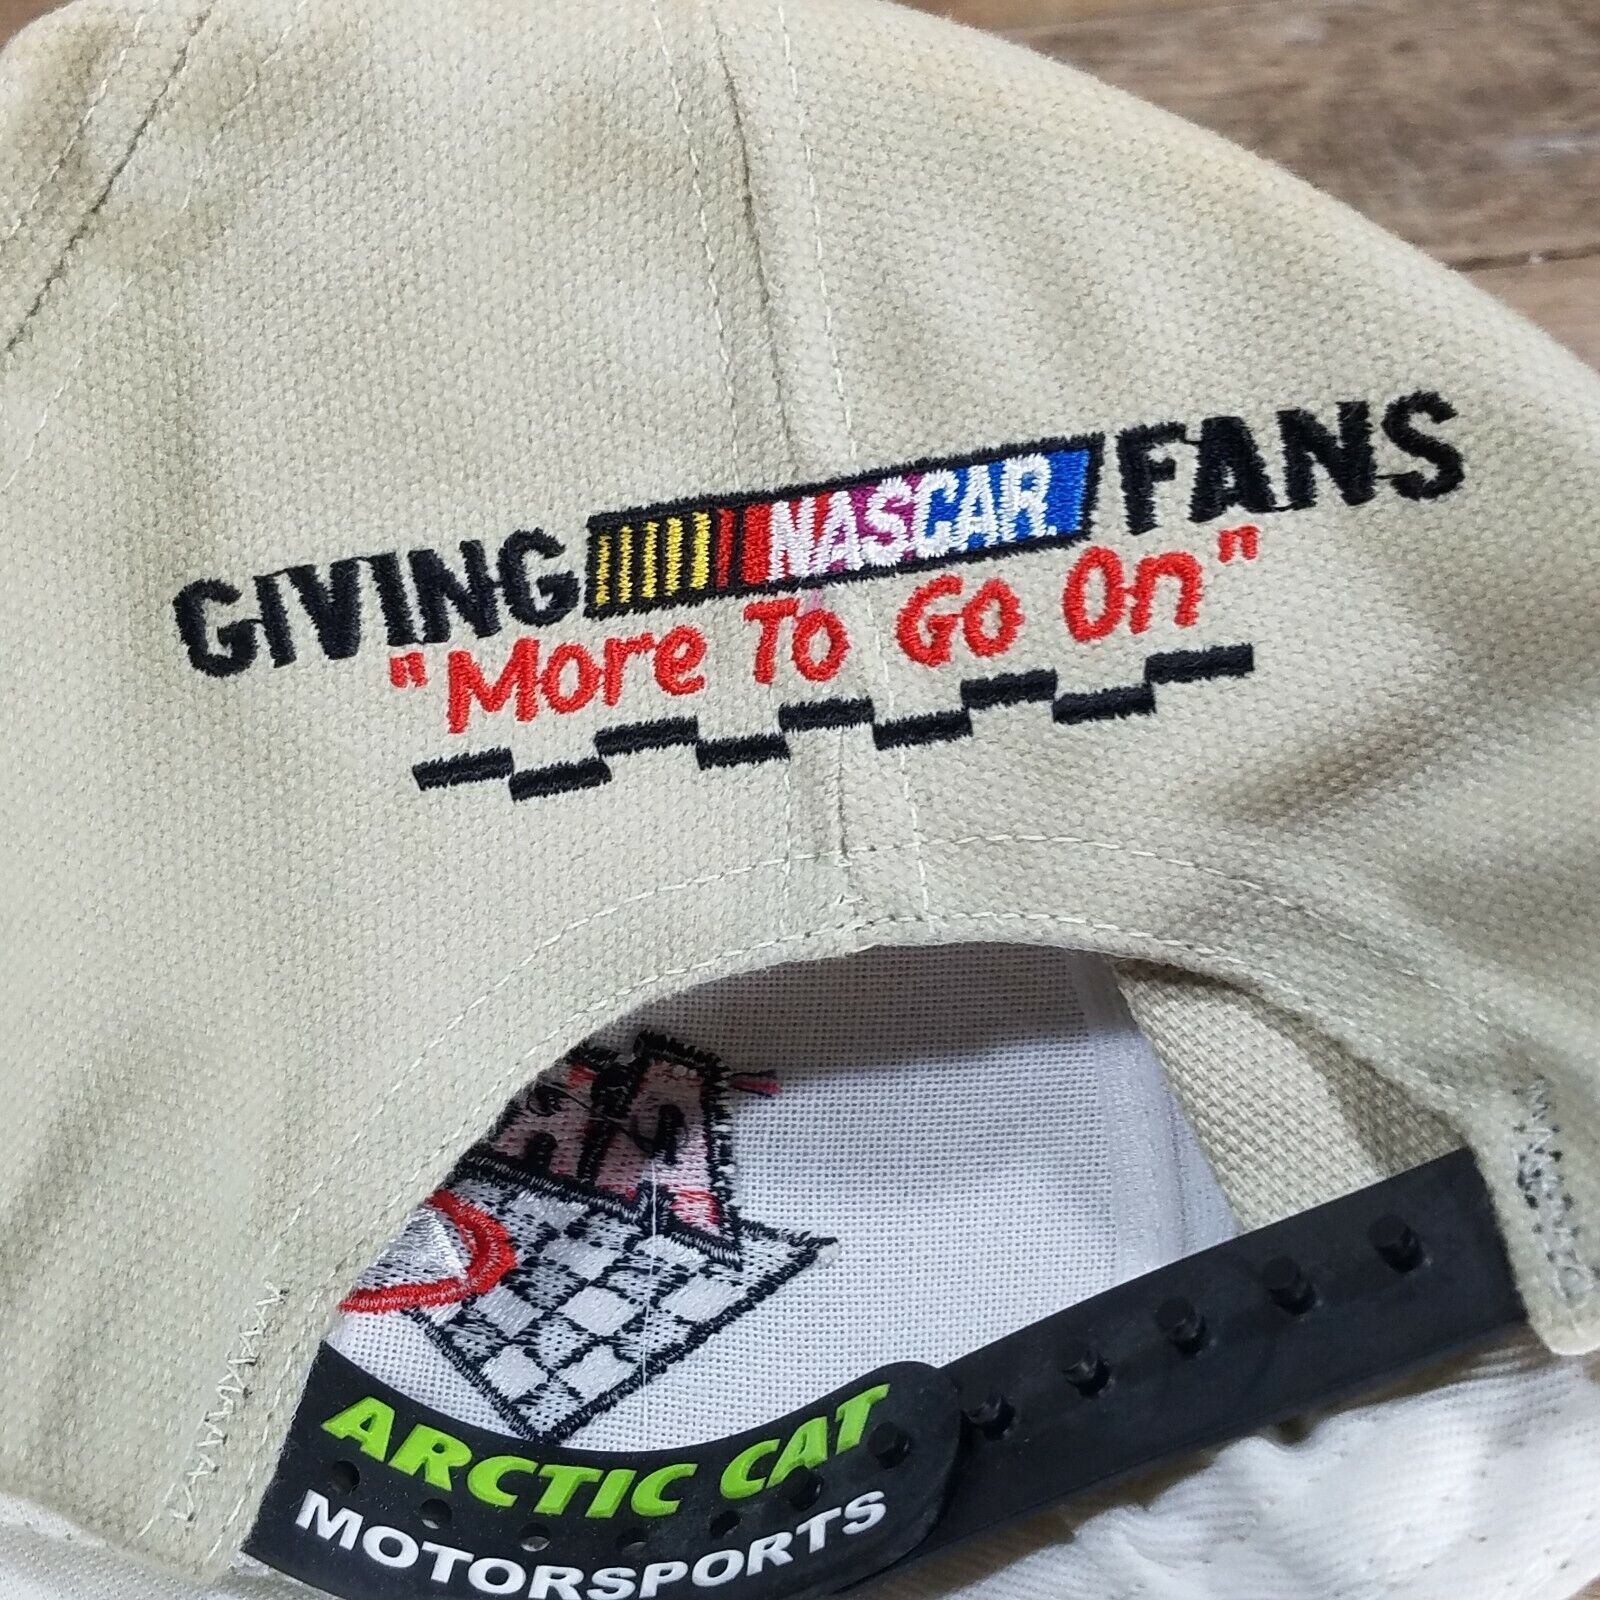 GIVING NASCAR. FANS
"More To Go On"
ARCTIC CAT
MOTORSPORTS